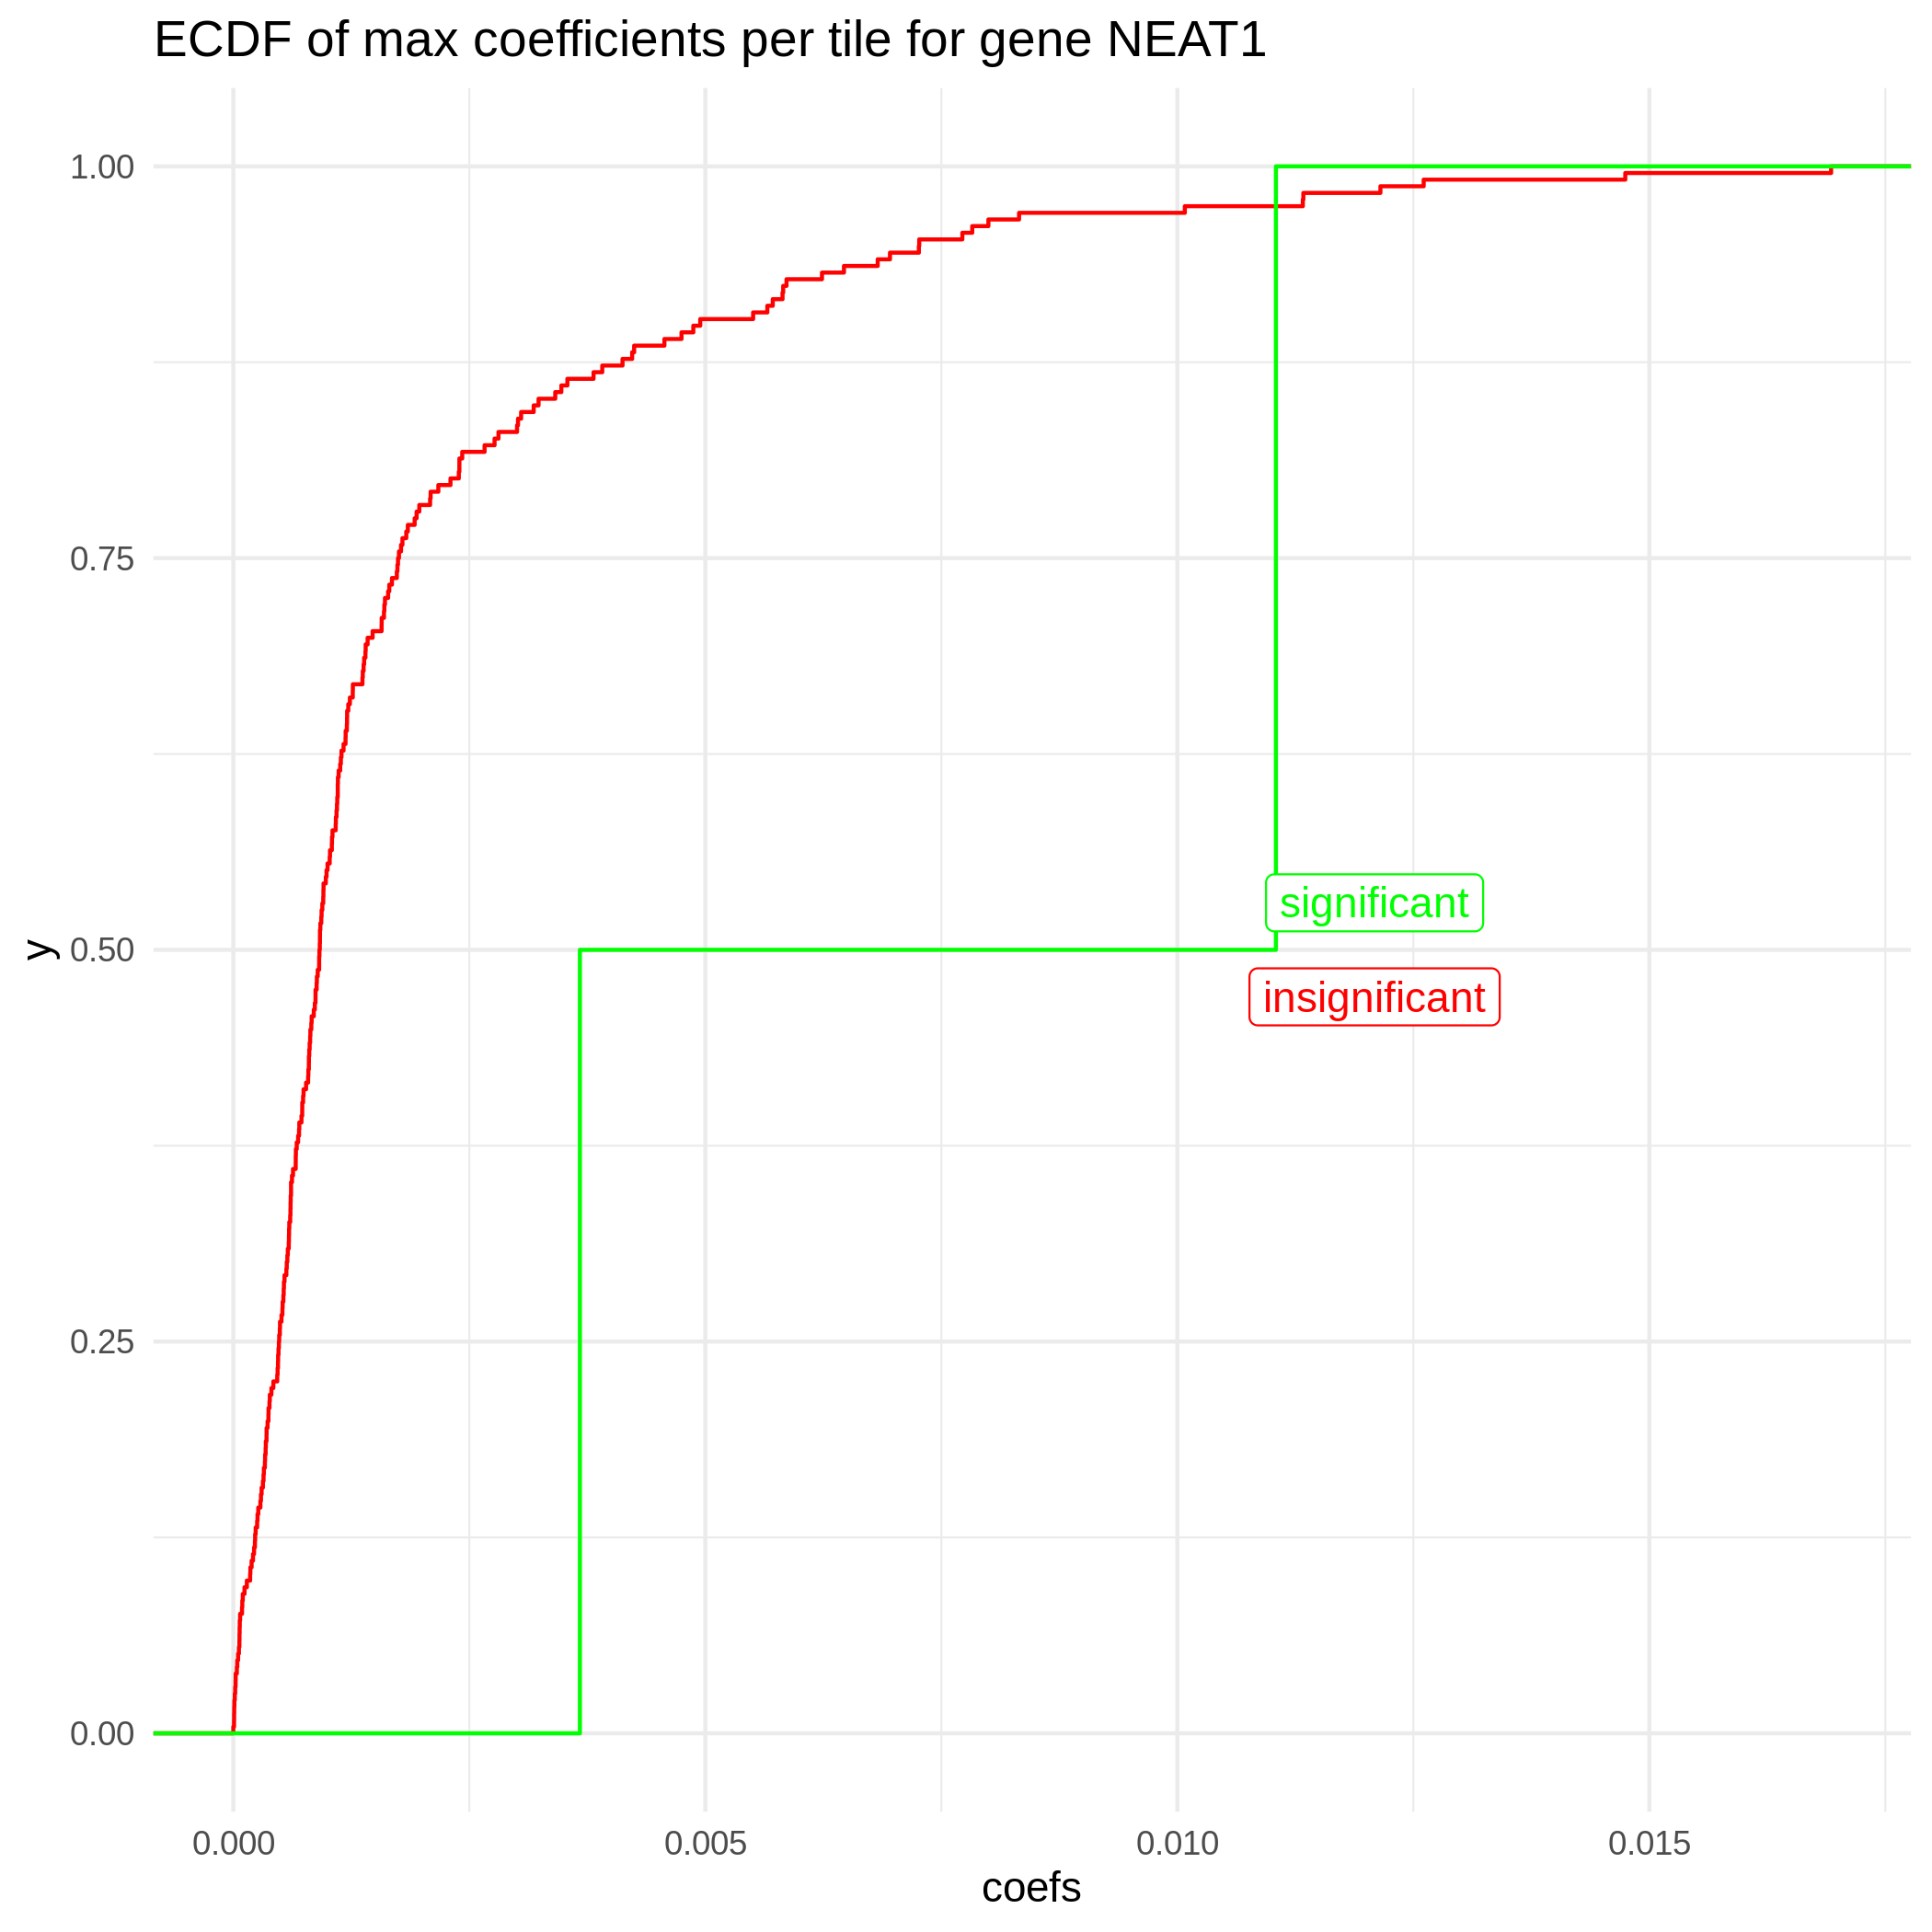 ECDF of max coefficients per tile for gene NEAT1
1.00
0.75
0.50
0.25
0.00
y
significant
insignificant
0.000 0.005 0.010 0.015
coefs